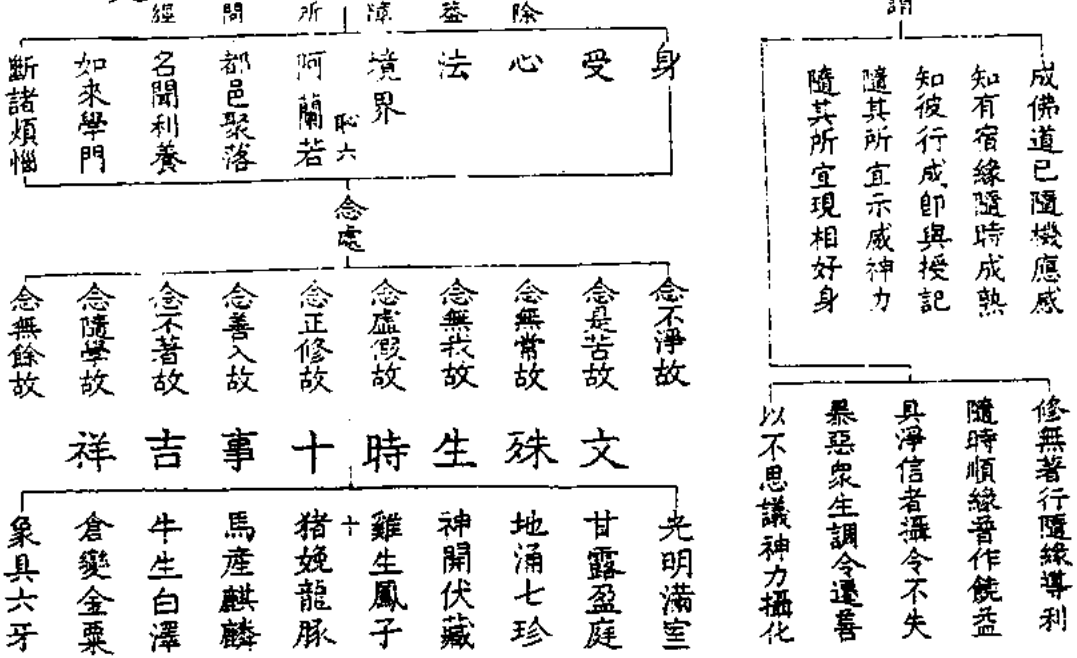 謂
成佛道已隨機應感
知有宿緣隨時成熟
知彼行成即與授記
隨其所宜示威神力
隨其所宜現相好身
修無著行隨緣導利
隨時順緣普作饒益
具淨信者攝令不失
暴惡眾生調令遷善
以不思議神力攝化
除
益
漳
所
問
經
身
受
心
法
境界
阿蘭若
都邑聚落
名聞利養
如來學門
斷諸煩惱
恥六
念處
念不淨故
念是苦故
念無常故
念無我故
念虛假故
念正修故
念善入故
念不著故
念隨學故
念無餘故
文殊生時十事吉祥
十
光明滿室
甘露盈庭
地涌七珍
神開伏藏
雞生鳳子
猪娩龍豚
馬產麒麟
牛生白澤
倉變金粟
象具六牙